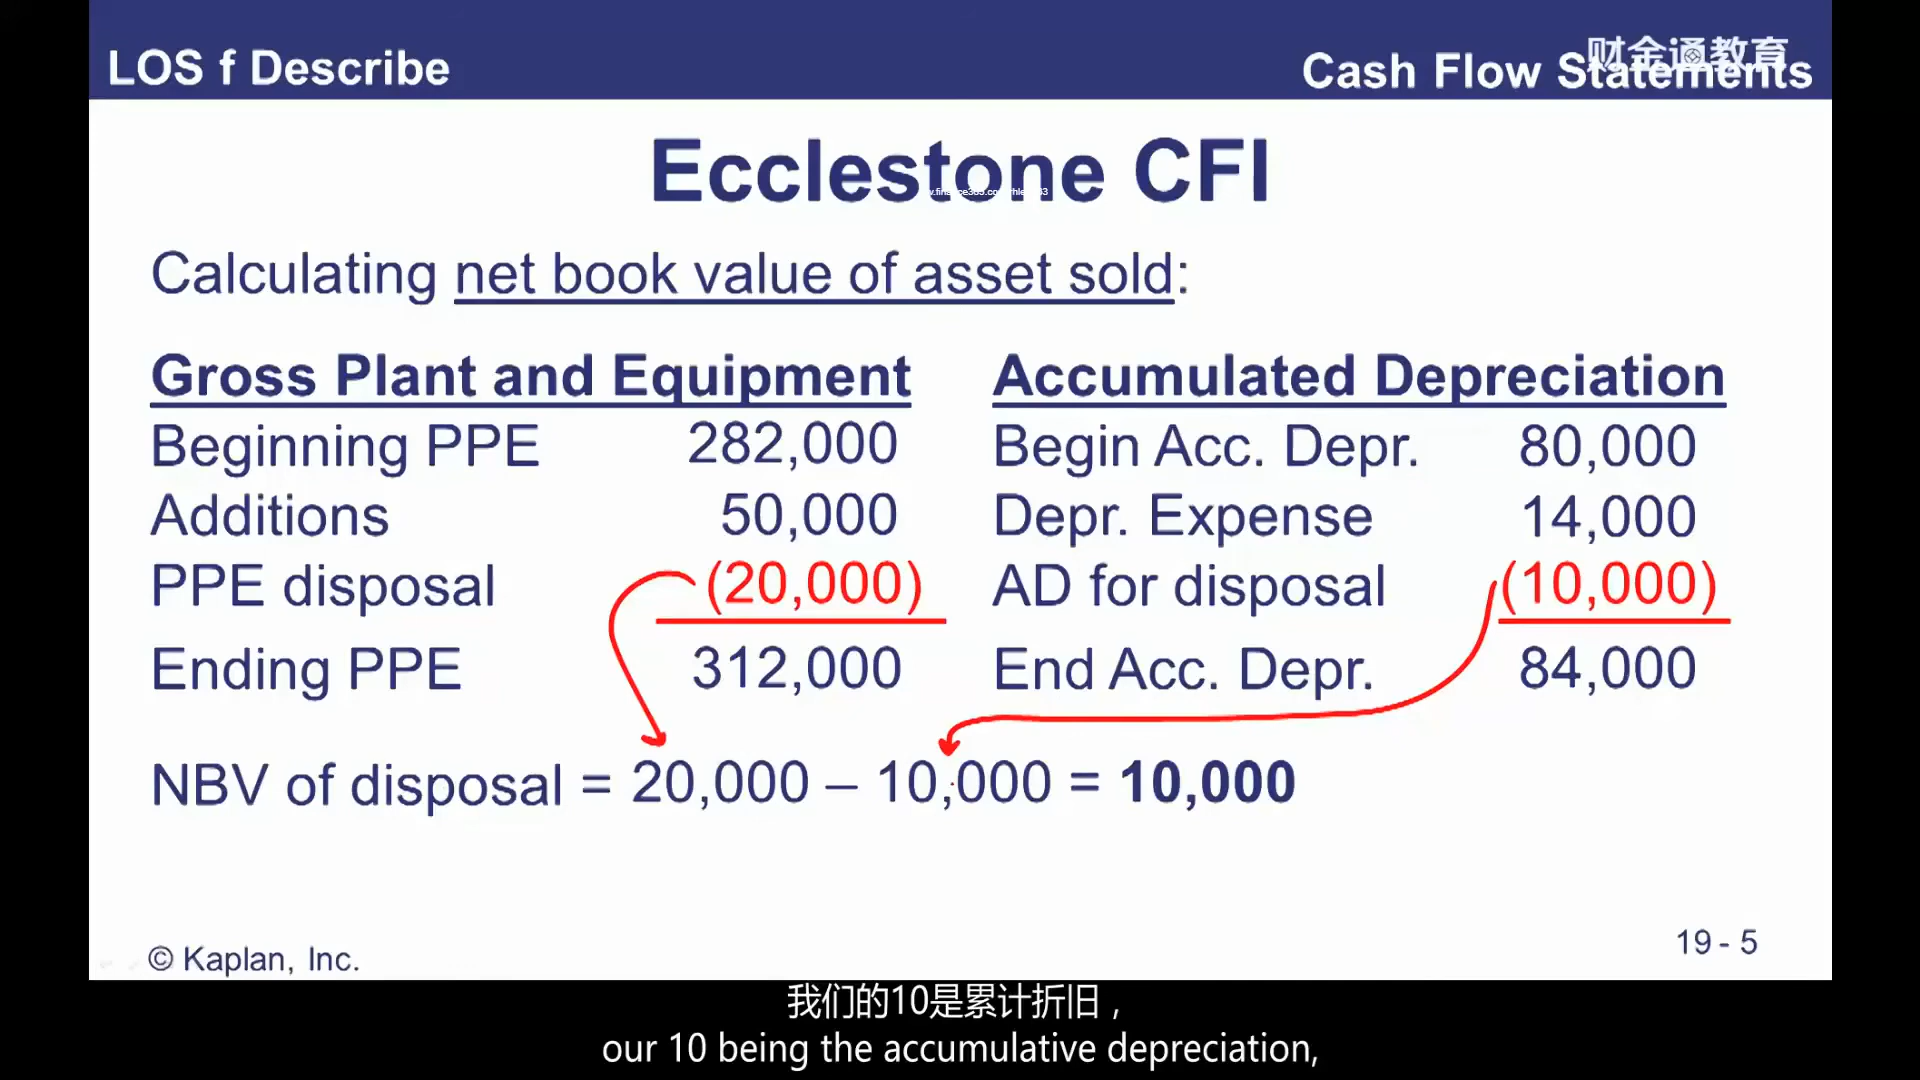 LOS f Describe
Cash Flow Statements
财金通教育
Ecclestone CFI
Calculating net book value of asset sold:
Gross Plant and Equipment
Beginning PPE 282,000
Additions 50,000
PPE disposal (20,000)
Ending PPE 312,000
Accumulated Depreciation
Begin Acc. Depr. 80,000
Depr. Expense 14,000
AD for disposal (10,000)
End Acc. Depr. 84,000
NBV of disposal = 20,000 – 10,000 = 10,000
© Kaplan, Inc.
19 - 5
我们的10是累计折旧，
our 10 being the accumulative depreciation,